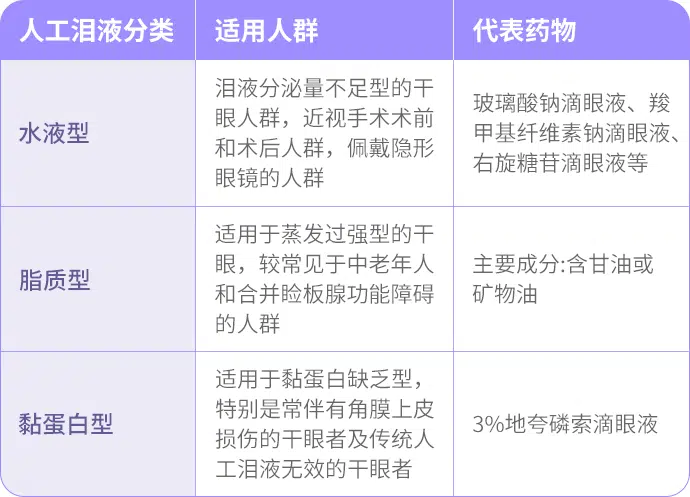 人工泪液分类
适用人群
代表药物
水液型
泪液分泌量不足型的干
眼人群，近视手术术前
和术后人群，佩戴隐形
眼镜的人群
玻璃酸钠滴眼液、羧
甲基纤维素钠滴眼液、
右旋糖苷滴眼液等
脂质型
适用于蒸发过强型的干
眼，较常见于中老年人
和合并睑板腺功能障碍
的人群
主要成分:含甘油或
矿物油
黏蛋白型
适用于黏蛋白缺乏型，
特别是常伴有角膜上皮
损伤的干眼者及传统人
工泪液无效的干眼者
3%地夸磷索滴眼液